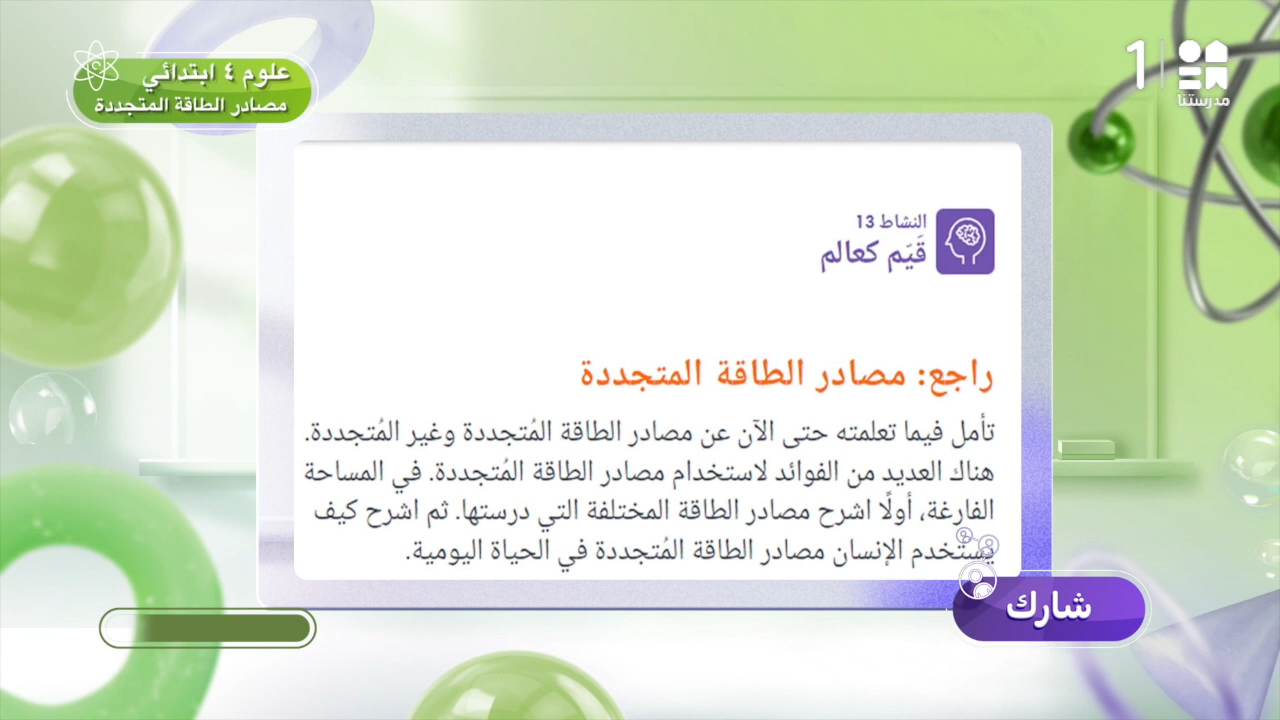 علوم ٤ ابتدائي
مصادر الطاقة المتجددة
1
مدرستنا
النشاط 13
قَيّم كعالم
راجع: مصادر الطاقة المتجددة
تأمل فيما تعلمته حتى الآن عن مصادر الطاقة المُتجددة وغير المُتجددة.
هناك العديد من الفوائد لاستخدام مصادر الطاقة المُتجددة. في المساحة
الفارغة، أولًا اشرح مصادر الطاقة المختلفة التي درستها. ثم اشرح كيف
يستخدم الإنسان مصادر الطاقة المُتجددة في الحياة اليومية.
شارك